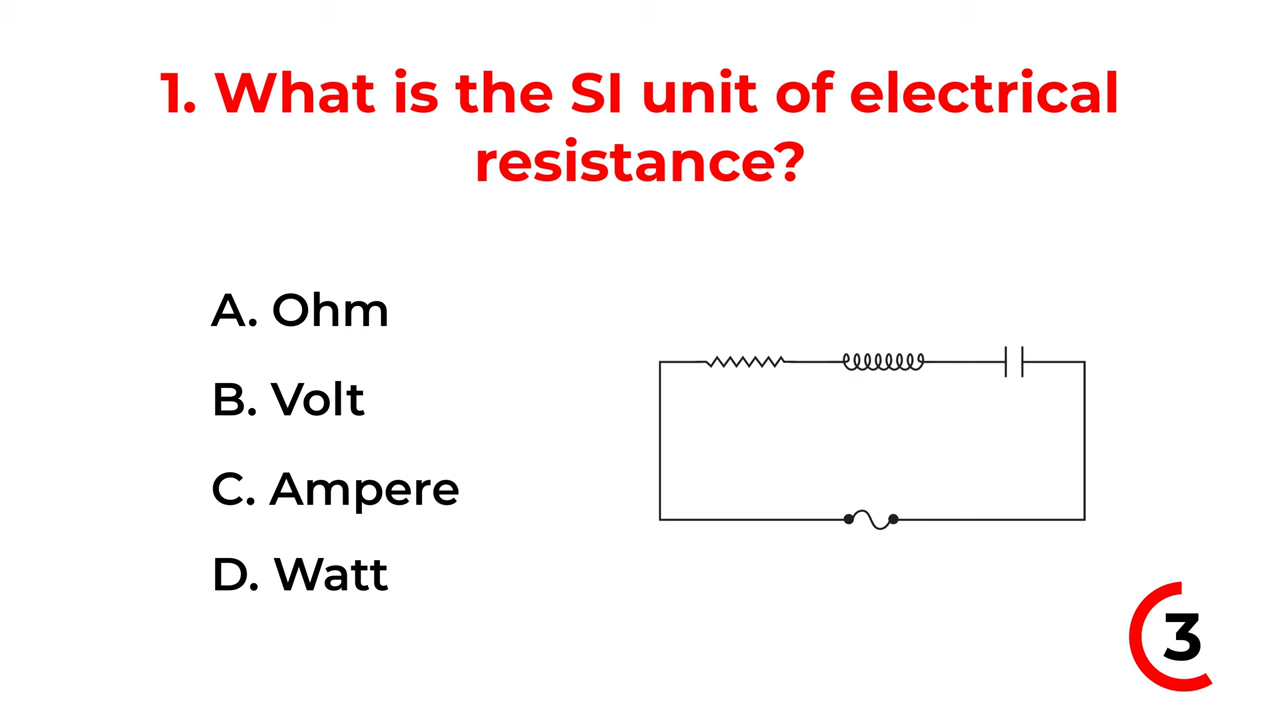 1. What is the SI unit of electrical
resistance?
A. Ohm
B. Volt
C. Ampere
D. Watt
3